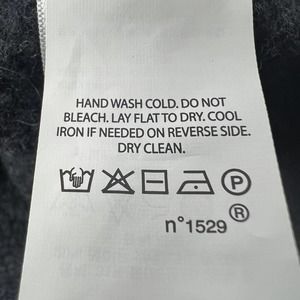 HAND WASH COLD. DO NOT
BLEACH. LAY FLAT TO DRY. COOL
IRON IF NEEDED ON REVERSE SIDE.
DRY CLEAN.
P
n°1529®